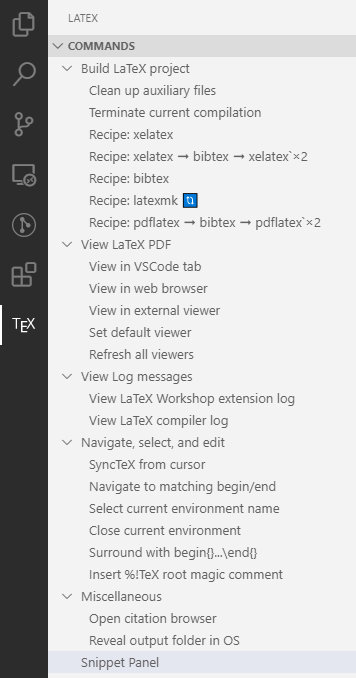 LATEX
COMMANDS
Build LaTeX project
Clean up auxiliary files
Terminate current compilation
Recipe: xelatex
Recipe: xelatex ➞ bibtex ➞ xelatex`×2
Recipe: bibtex
Recipe: latexmk 🔃
Recipe: pdflatex ➞ bibtex ➞ pdflatex`×2
View LaTeX PDF
View in VSCode tab
View in web browser
View in external viewer
Set default viewer
Refresh all viewers
TEX
View Log messages
View LaTeX Workshop extension log
View LaTeX compiler log
Navigate, select, and edit
SyncTeX from cursor
Navigate to matching begin/end
Select current environment name
Close current environment
Surround with begin{}...\end{}
Insert %!TeX root magic comment
Miscellaneous
Open citation browser
Reveal output folder in OS
Snippet Panel